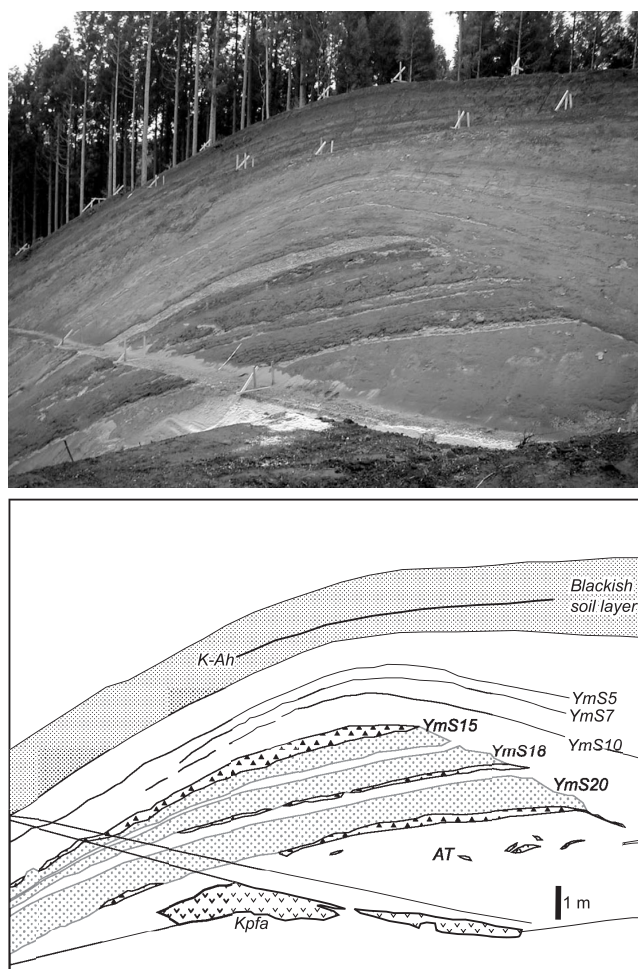 Blackish
soil layer
K-Ah
YmS5
YmS7
YmS10
YmS15
YmS18
YmS20
AT
1 m
Kpfa